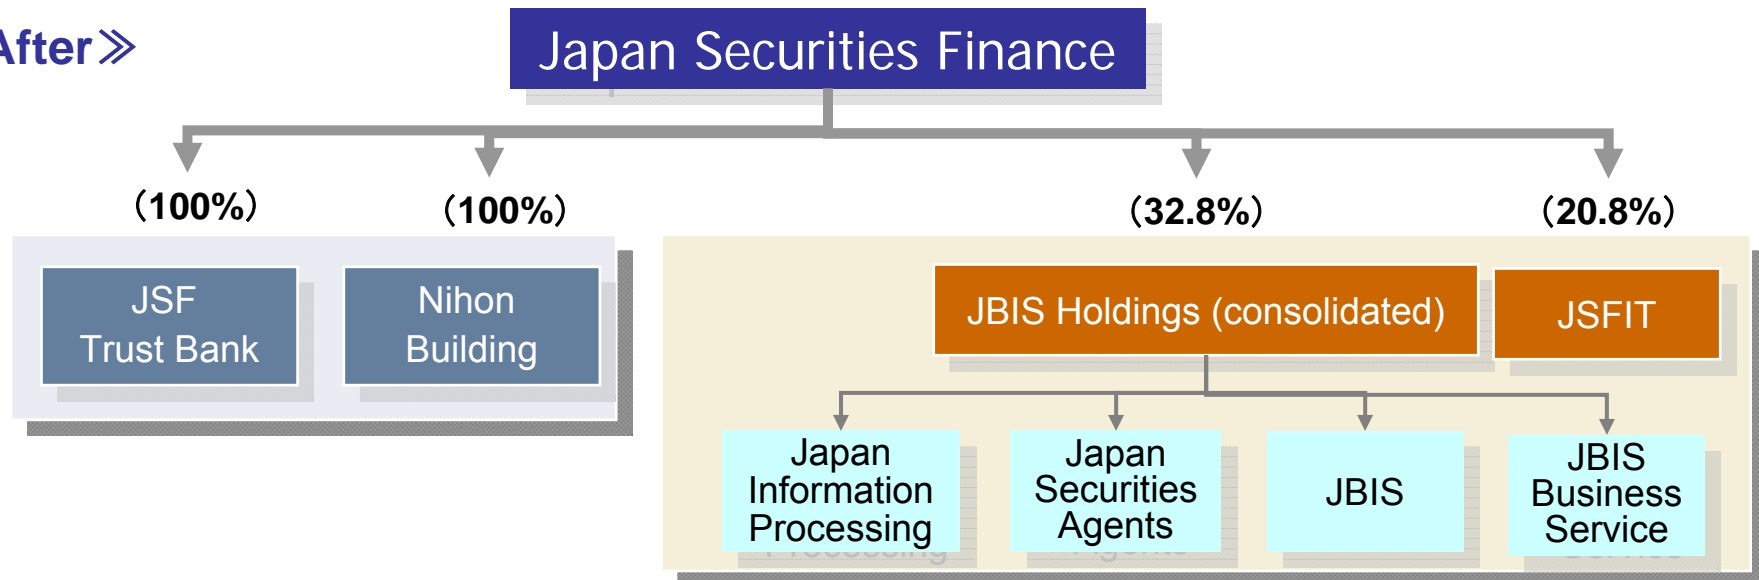 After≫
Japan Securities Finance
(100%)
(100%)
(32.8%)
(20.8%)
JSF
Trust Bank
Nihon
Building
JBIS Holdings (consolidated)
JSFIT
Japan
Information
Processing
Japan
Securities
Agents
JBIS
JBIS
Business
Service